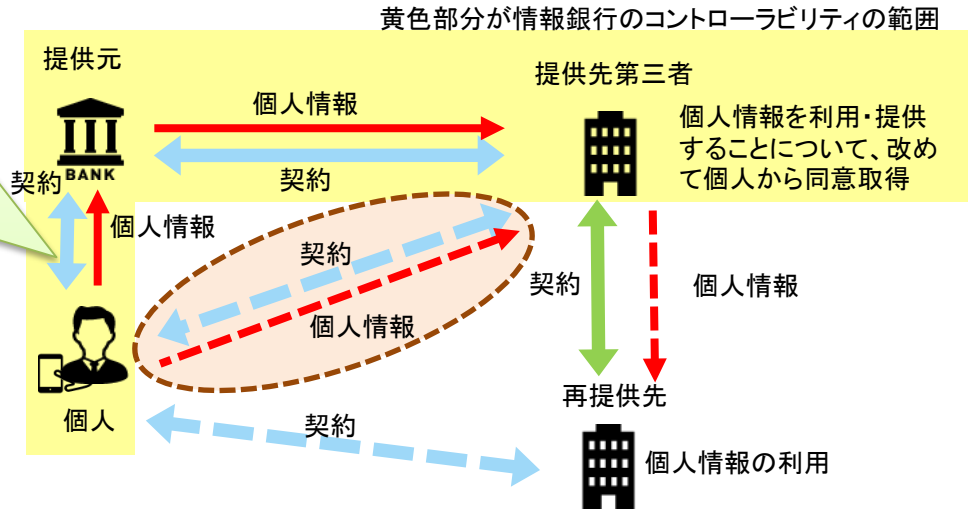 黄色部分が情報銀行のコントローラビリティの範囲
提供元
提供先第三者
個人情報
個人情報を利用・提供
することについて、改め
て個人から同意取得
BANK
契約
契約
個人情報
契約
個人情報
契約
個人情報
再提供先
個人
契約
個人情報の利用